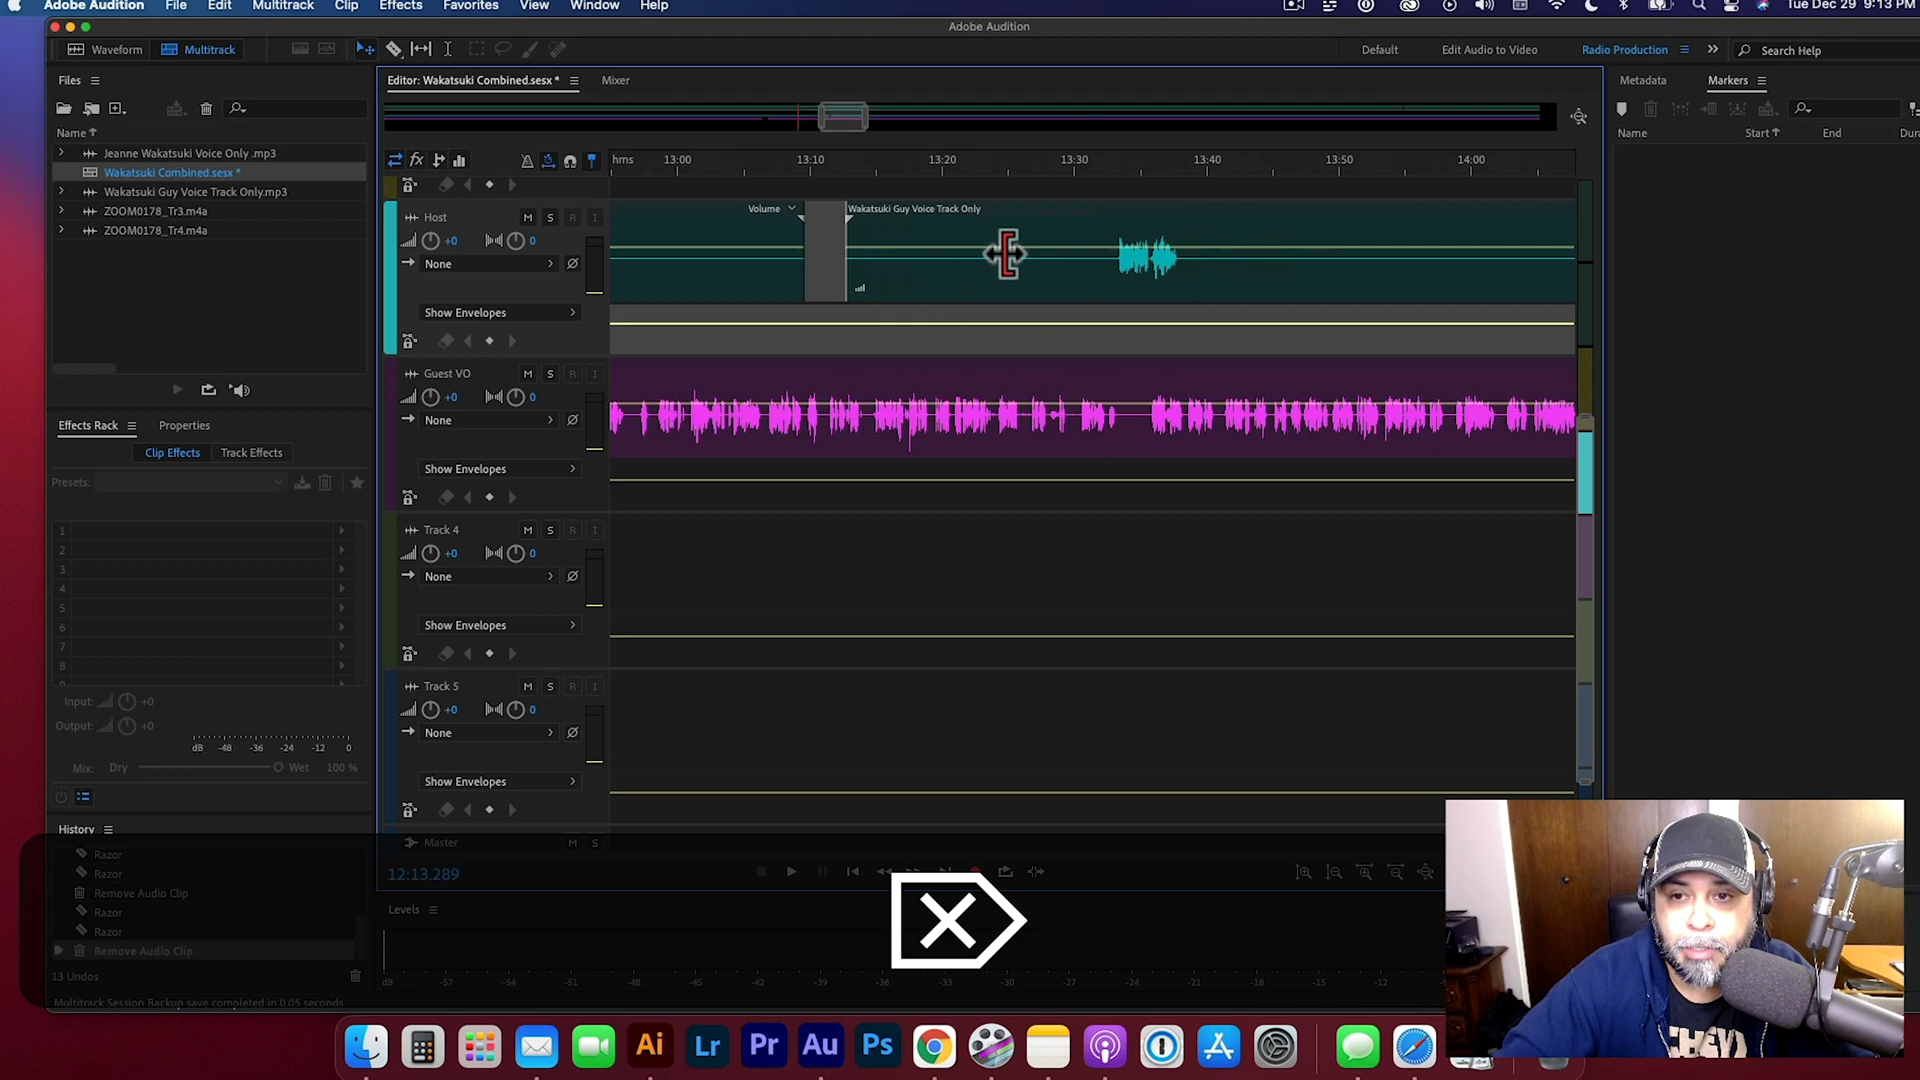 Adobe Audition File Edit Multitrack Clip Effects Favorites View Window Help
Tue Dec 29 9:13 PM
Adobe Audition
Waveform Multitrack
Default Edit Audio to Video Radio Production Search Help
Files
Name
Jeanne Wakatsuki Voice Only .mp3
Wakatsuki Combined.sesx *
Wakatsuki Guy Voice Track Only.mp3
ZOOM0178_Tr3.m4a
ZOOM0178_Tr4.m4a
Effects Rack Properties
Clip Effects Track Effects
Presets:
1
2
3
4
5
6
7
8
Input: +0
Output: +0
dB -48 -36 -24 -12 0
Mix: Dry Wet 100 %
History
Razor
Razor
Remove Audio Clip
Razor
Razor
Remove Audio Clip
13 Undos
Multitrack Session Backup save completed in 0.05 seconds
Editor: Wakatsuki Combined.sesx * Mixer
fx
hms 13:00 13:10 13:20 13:30 13:40 13:50 14:00
Host M S R I
+0 0
None
Show Envelopes
Volume
Wakatsuki Guy Voice Track Only
Guest VO M S R I
+0 0
None
Show Envelopes
Track 4 M S R I
+0 0
None
Show Envelopes
Track 5 M S R I
+0 0
None
Show Envelopes
Master M S
12:13.289
Levels
dB -57 -54 -51 -48 -45 -42 -39 -36 -33 -30 -27 -24 -21 -18 -15 -12
Metadata Markers
Name Start End Dura
Ai Lr Pr Au Ps